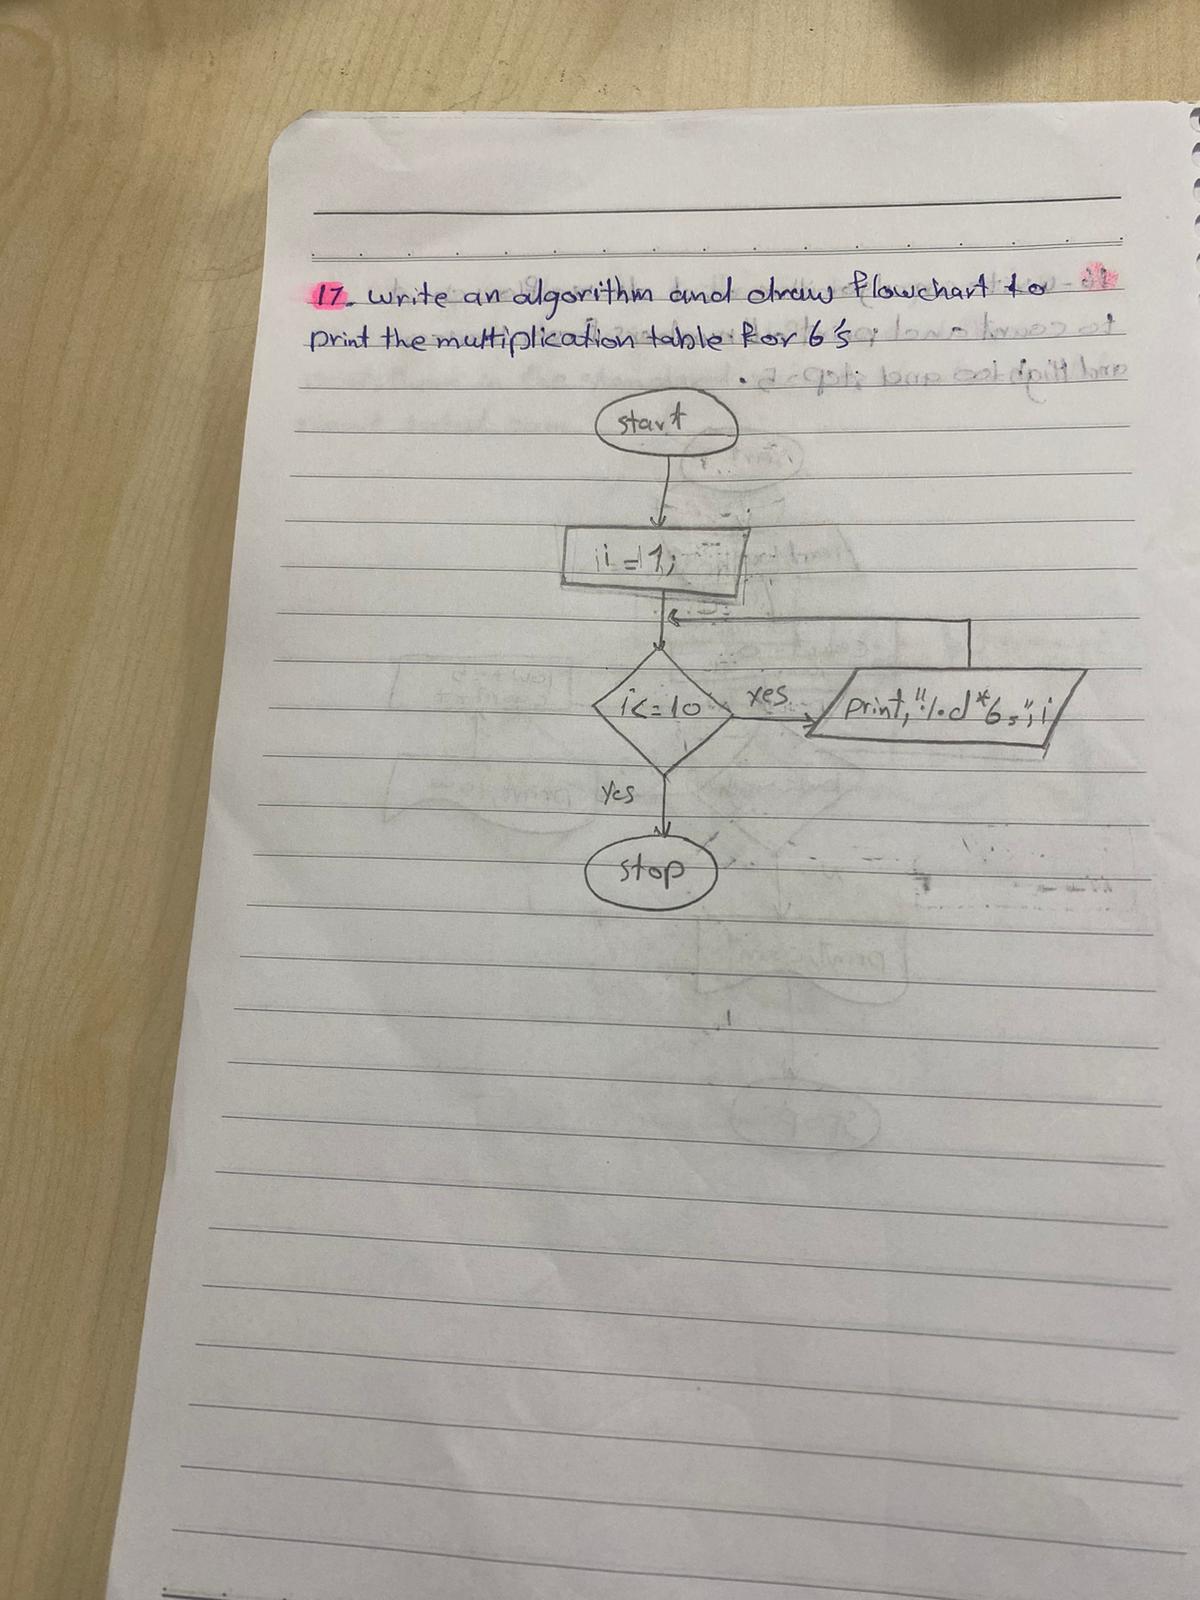 17. write an algorithm and draw flowchart to
print the multiplication table for 6's;
start
i = 1;
i<=10
yes
print,"%d*6=",i
yes
stop